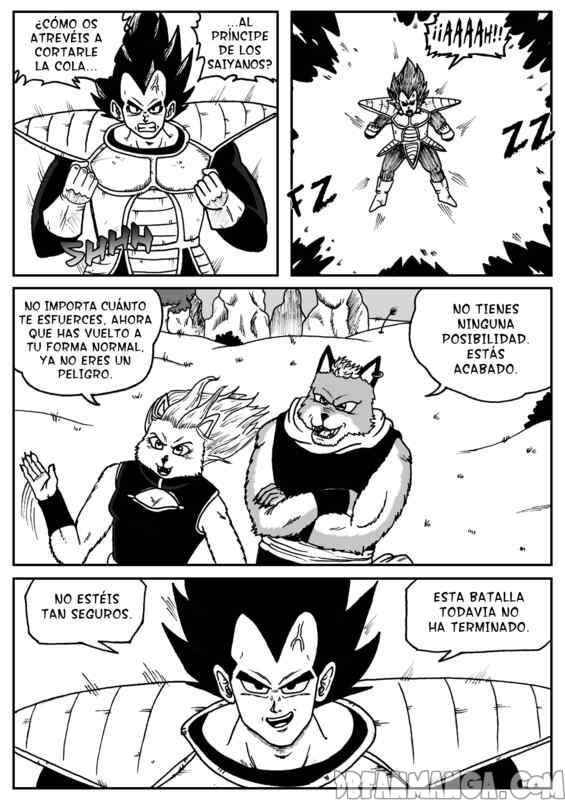 ¿CÓMO OS
ATREVÉIS A
CORTARLE
LA COLA...
...AL
PRÍNCIPE
DE LOS
SAIYANOS?
SHHH
¡¡AAAAH!!
FZ
ZZ
NO IMPORTA CUÁNTO
TE ESFUERCES, AHORA
QUE HAS VUELTO A
TU FORMA NORMAL,
YA NO ERES UN
PELIGRO.
NO TIENES
NINGUNA
POSIBILIDAD.
ESTÁS
ACABADO.
NO ESTÉIS
TAN SEGUROS.
ESTA BATALLA
TODAVIA NO
HA TERMINADO.
DBFANMANGA.COM